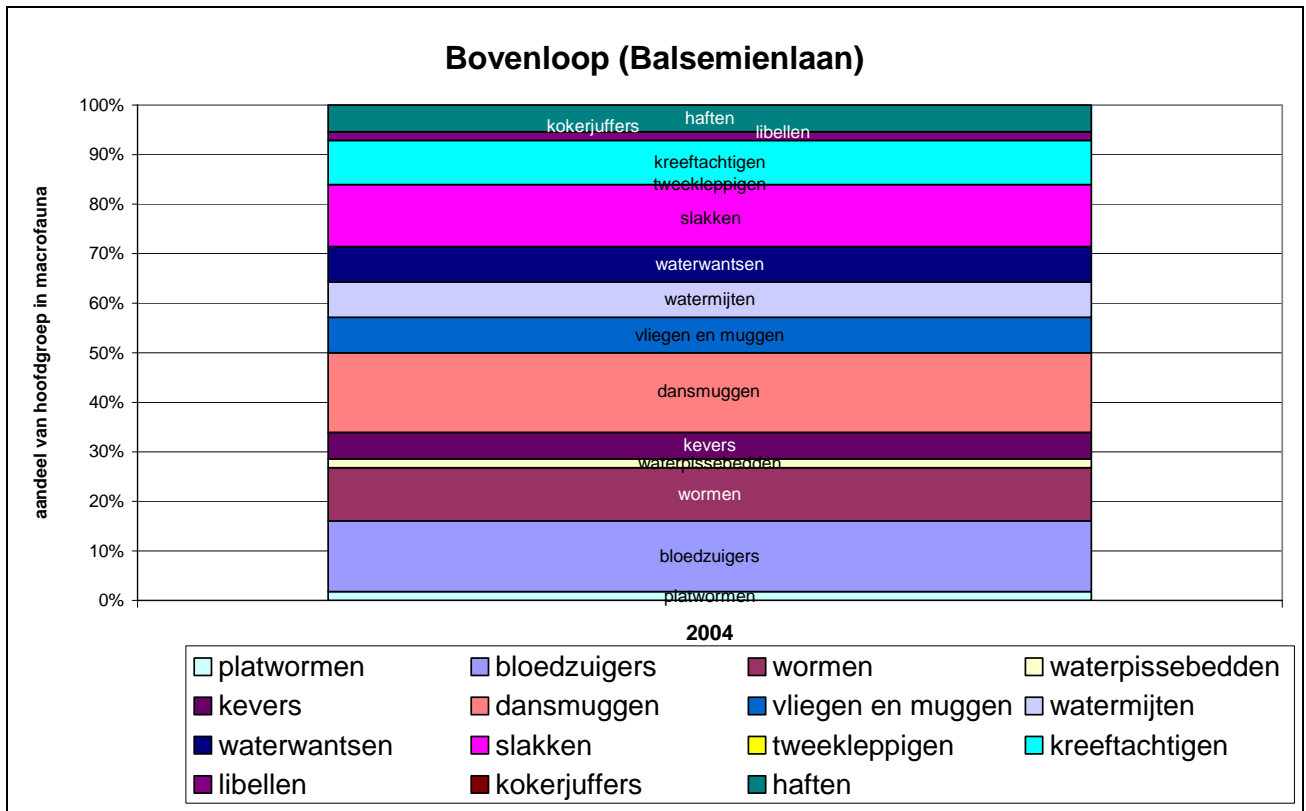 Bovenloop (Balsemienlaan)
aandeel van hoofdgroep in macrofauna
100%
90%
80%
70%
60%
50%
40%
30%
20%
10%
0%
haften
kokerjuffers
libellen
kreeftachtigen
tweekleppigen
slakken
waterwantsen
watermijten
vliegen en muggen
dansmuggen
kevers
waterpissebedden
wormen
bloedzuigers
platwormen
2004
platwormen bloedzuigers wormen waterpissebedden
kevers dansmuggen vliegen en muggen watermijten
waterwantsen slakken tweekleppigen kreeftachtigen
libellen kokerjuffers haften